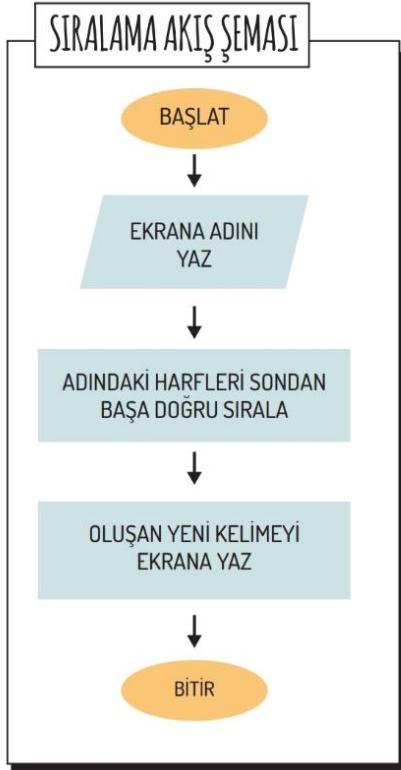 SIRALAMA AKIŞ ŞEMASI
BAŞLAT
EKRANA ADINI
YAZ
ADINDAKİ HARFLERİ SONDAN
BAŞA DOĞRU SIRALA
OLUŞAN YENİ KELİMEYİ
EKRANA YAZ
BİTİR